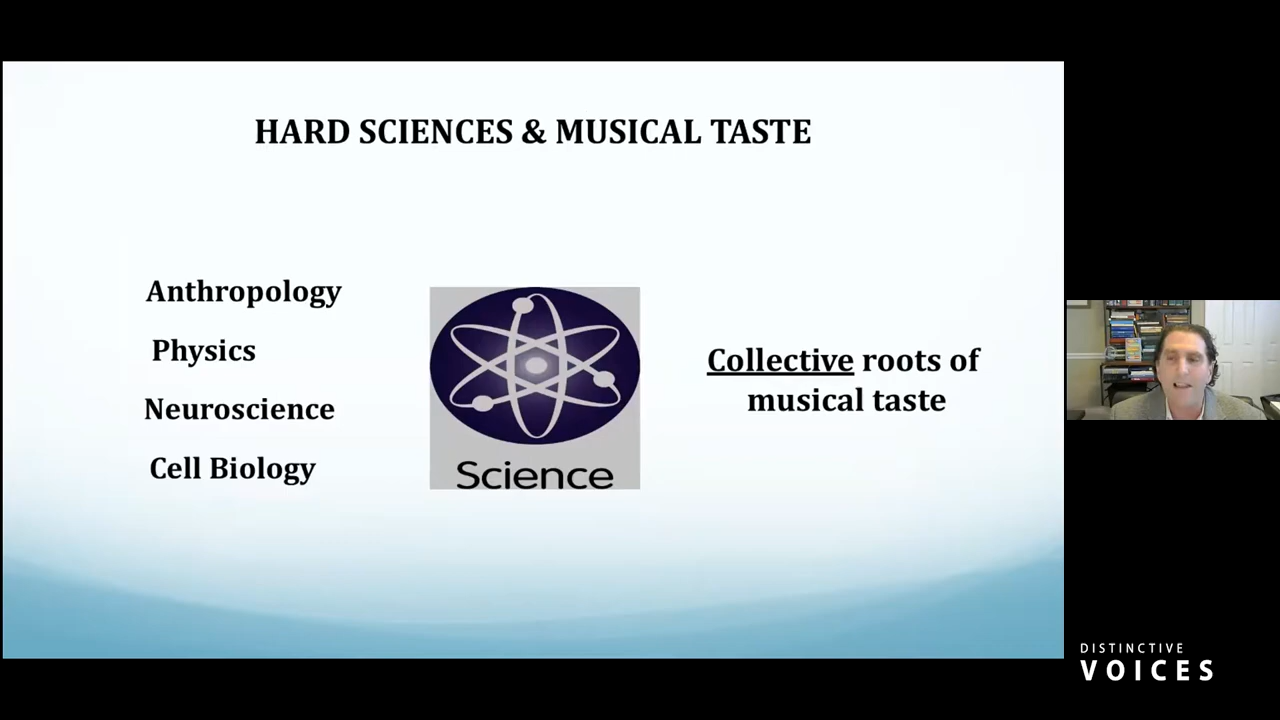 HARD SCIENCES & MUSICAL TASTE
Anthropology
Physics
Neuroscience
Cell Biology
Science
Collective roots of
musical taste
DISTINCTIVE
VOICES